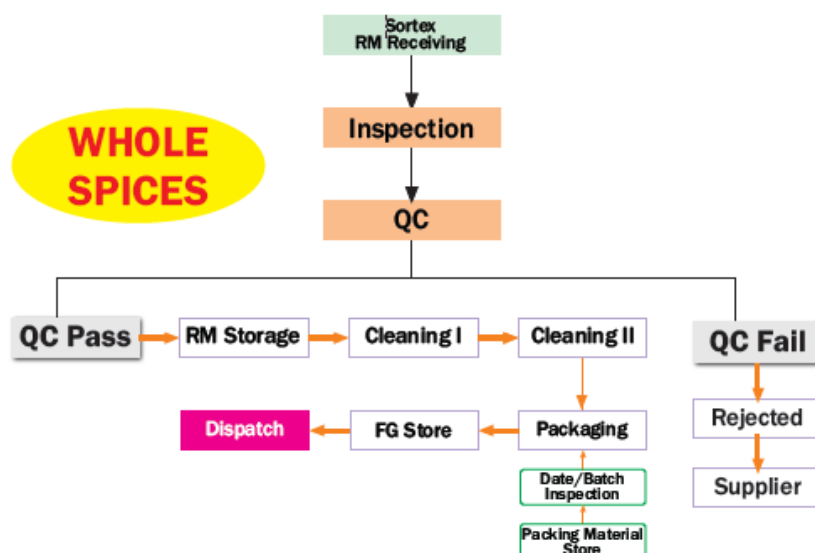 Sortex
RM Receiving
Inspection
WHOLE
SPICES
QC
QC Pass
RM Storage
Cleaning I
Cleaning II
QC Fail
Dispatch
FG Store
Packaging
Rejected
Date/Batch
Inspection
Supplier
Packing Material
Store